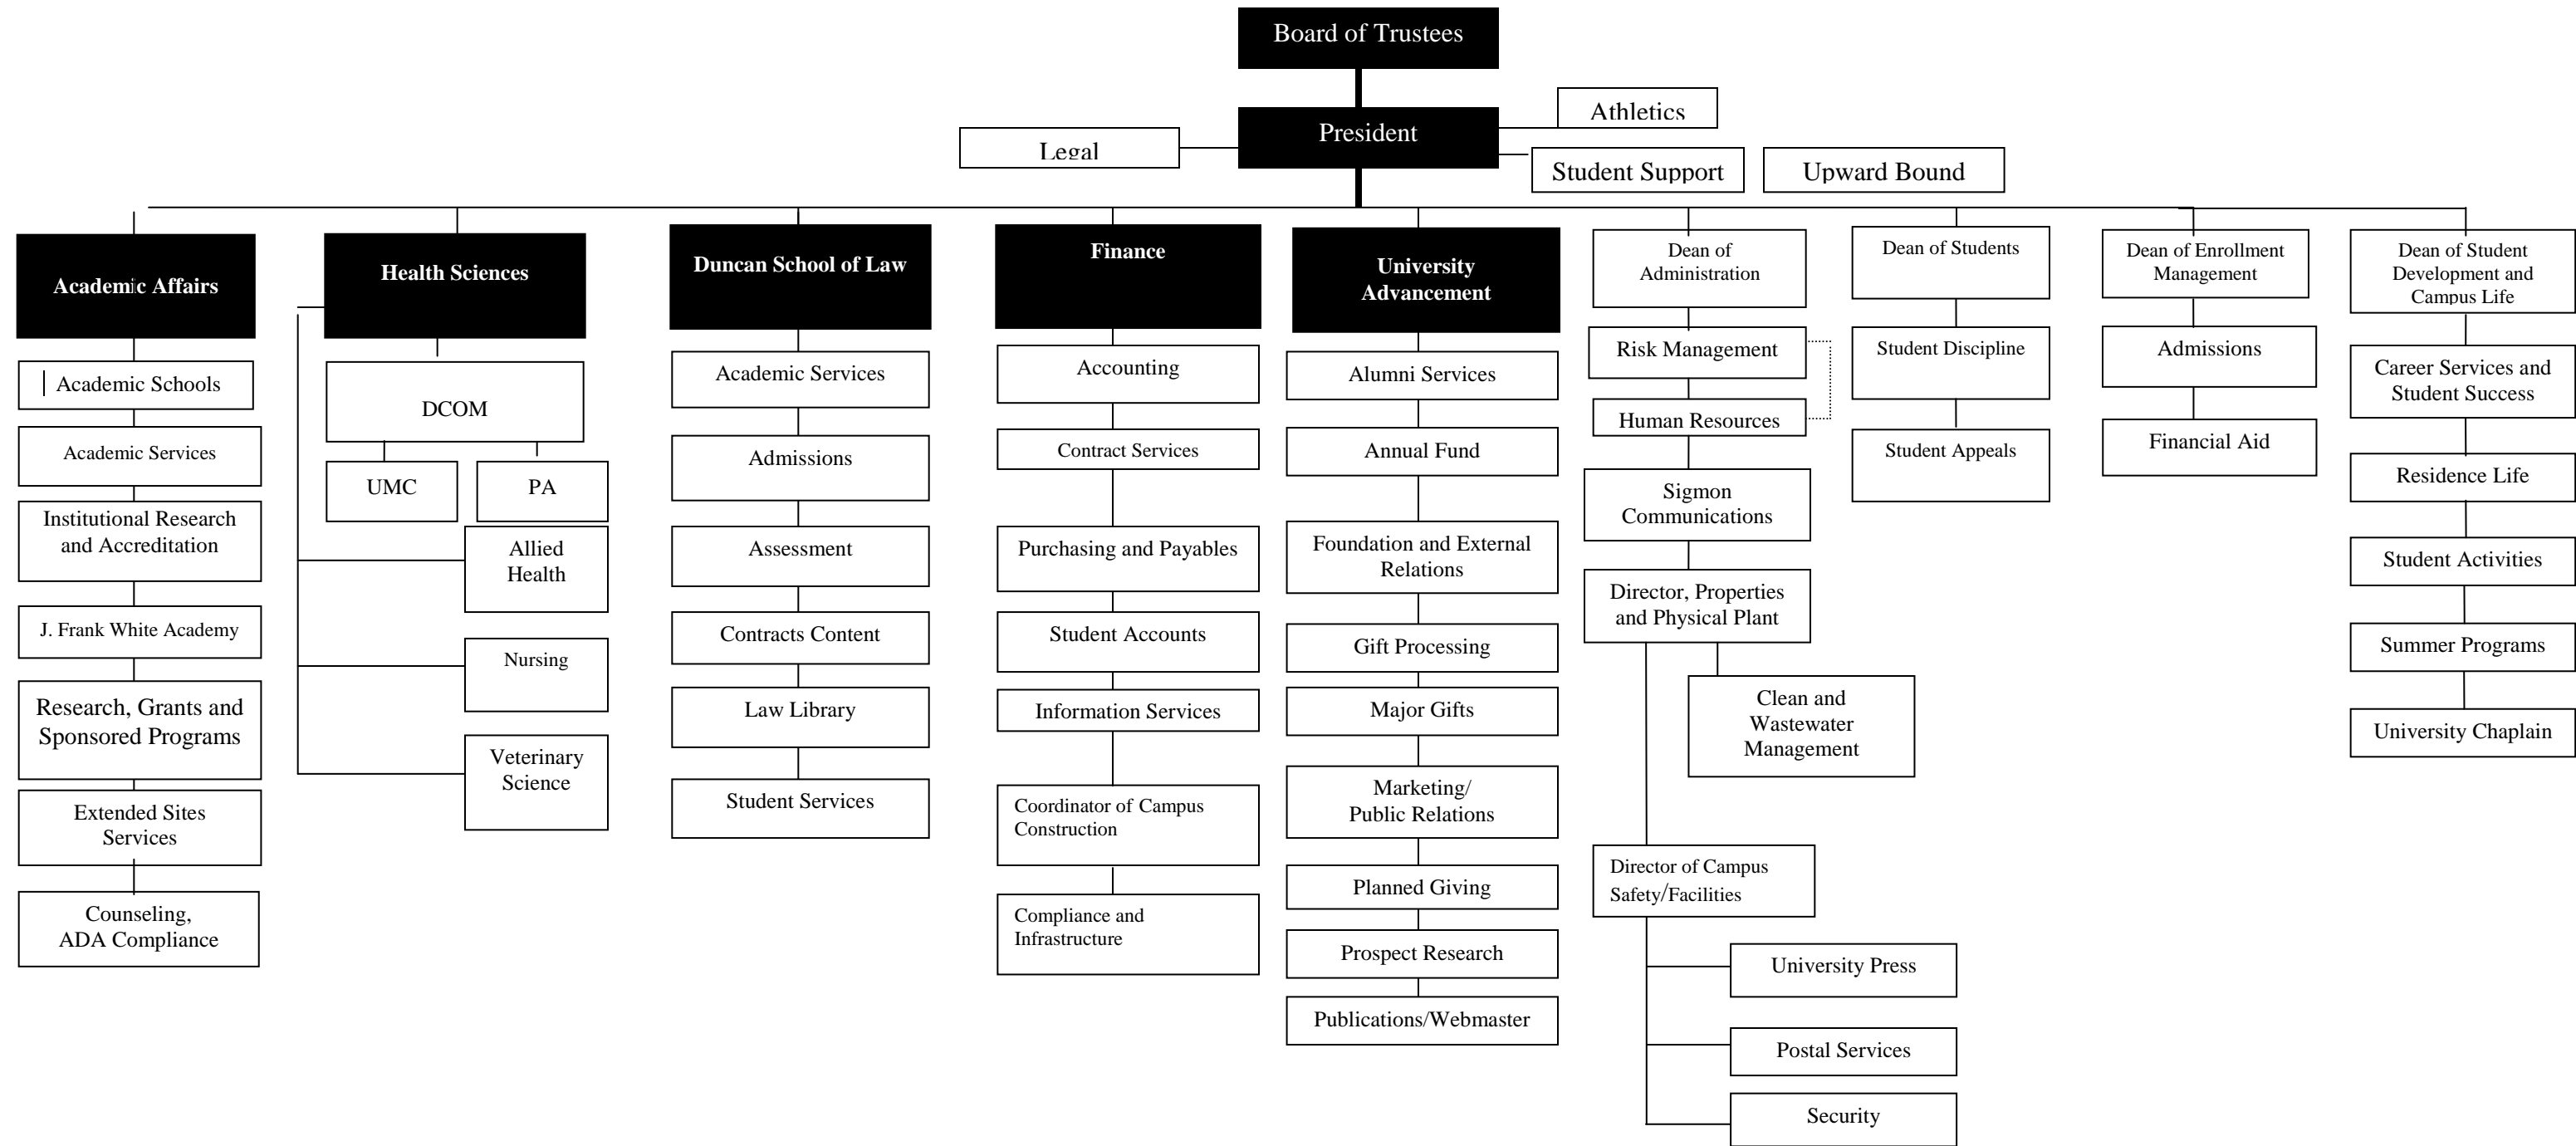 Board of Trustees
President
Athletics
Legal
Student Support
Upward Bound
Academic Affairs
Academic Schools
Academic Services
Institutional Research
and Accreditation
J. Frank White Academy
Research, Grants and
Sponsored Programs
Extended Sites
Services
Counseling,
ADA Compliance
Health Sciences
DCOM
UMC
PA
Allied
Health
Nursing
Veterinary
Science
Duncan School of Law
Academic Services
Admissions
Assessment
Contracts Content
Law Library
Student Services
Finance
Accounting
Contract Services
Purchasing and Payables
Student Accounts
Information Services
Coordinator of Campus
Construction
Compliance and
Infrastructure
University
Advancement
Alumni Services
Annual Fund
Foundation and External
Relations
Gift Processing
Major Gifts
Marketing/
Public Relations
Planned Giving
Prospect Research
Publications/Webmaster
Dean of
Administration
Risk Management
Human Resources
Sigmon
Communications
Director, Properties
and Physical Plant
Clean and
Wastewater
Management
Director of Campus
Safety/Facilities
University Press
Postal Services
Security
Dean of Students
Student Discipline
Student Appeals
Dean of Enrollment
Management
Admissions
Financial Aid
Dean of Student
Development and
Campus Life
Career Services and
Student Success
Residence Life
Student Activities
Summer Programs
University Chaplain